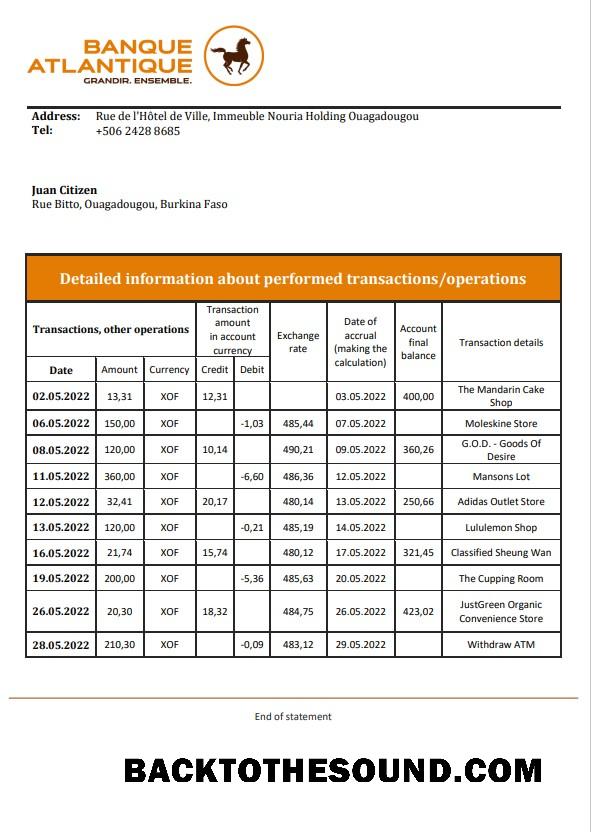 BANQUE
ATLANTIQUE
GRANDIR. ENSEMBLE.
Address: Rue de l'Hôtel de Ville, Immeuble Nouria Holding Ouagadougou
Tel: +506 2428 8685
Juan Citizen
Rue Bitto, Ouagadougou, Burkina Faso
Detailed information about performed transactions/operations
Transactions, other operations
Transaction
amount
in account
currency
Exchange
rate
Date of
accrual
(making the
calculation)
Account
final
balance
Transaction details
Date Amount Currency Credit Debit
02.05.2022 13,31 XOF 12,31 03.05.2022 400,00 The Mandarin Cake
Shop
06.05.2022 150,00 XOF -1,03 485,44 07.05.2022 Moleskine Store
08.05.2022 120,00 XOF 10,14 490,21 09.05.2022 360,26 G.O.D. - Goods Of
Desire
11.05.2022 360,00 XOF -6,60 486,36 12.05.2022 Mansons Lot
12.05.2022 32,41 XOF 20,17 480,14 13.05.2022 250,66 Adidas Outlet Store
13.05.2022 120,00 XOF -0,21 485,19 14.05.2022 Lululemon Shop
16.05.2022 21,74 XOF 15,74 480,12 17.05.2022 321,45 Classified Sheung Wan
19.05.2022 200,00 XOF -5,36 485,63 20.05.2022 The Cupping Room
26.05.2022 20,30 XOF 18,32 484,75 26.05.2022 423,02 JustGreen Organic
Convenience Store
28.05.2022 210,30 XOF -0,09 483,12 29.05.2022 Withdraw ATM
End of statement
BACKTOTHESOUND.COM